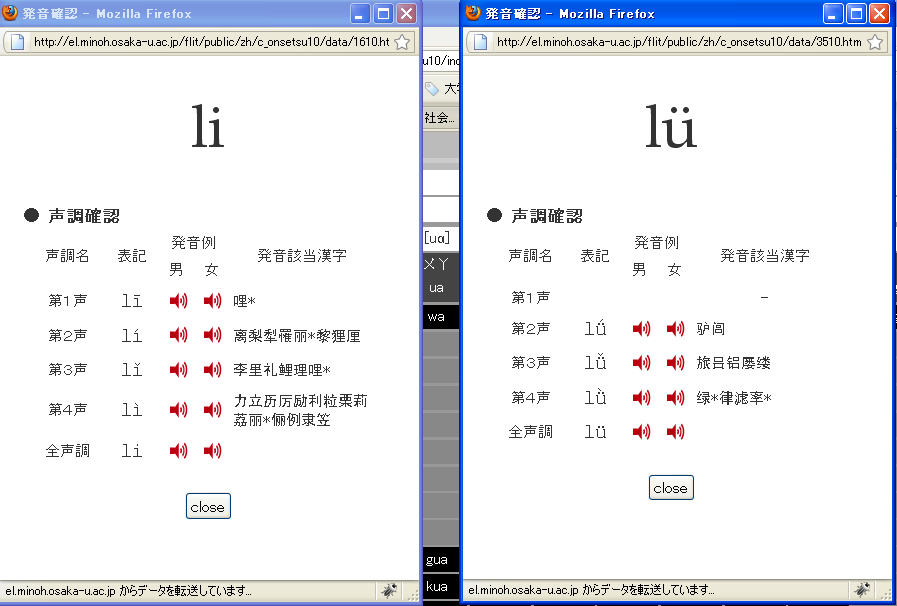 発音確認 - Mozilla Firefox
http://el.minoh.osaka-u.ac.jp/flit/public/zh/c_onsetsu10/data/1610.ht
li
● 声調確認
声調名 表記 発音例 発音該当漢字
男 女
第1声 lī 哩*
第2声 lí 离梨犁罹丽*黎狸厘
第3声 lǐ 李里礼鲤理哩*
第4声 lì 力立历厉励利粒栗莉
荔丽*俪例隶笠
全声調 li
close
el.minoh.osaka-u.ac.jp からデータを転送しています...
u10/ind
大学
社会...
[ua]
ㄨㄚ
ua
wa
gua
kua
発音確認 - Mozilla Firefox
http://el.minoh.osaka-u.ac.jp/flit/public/zh/c_onsetsu10/data/3510.htm
lü
● 声調確認
声調名 表記 発音例 発音該当漢字
男 女
第1声 -
第2声 lǘ 驴闾
第3声 lǚ 旅吕铝屡缕
第4声 lǜ 绿*律滤率*
全声調 lü
close
el.minoh.osaka-u.ac.jp からデータを転送しています...